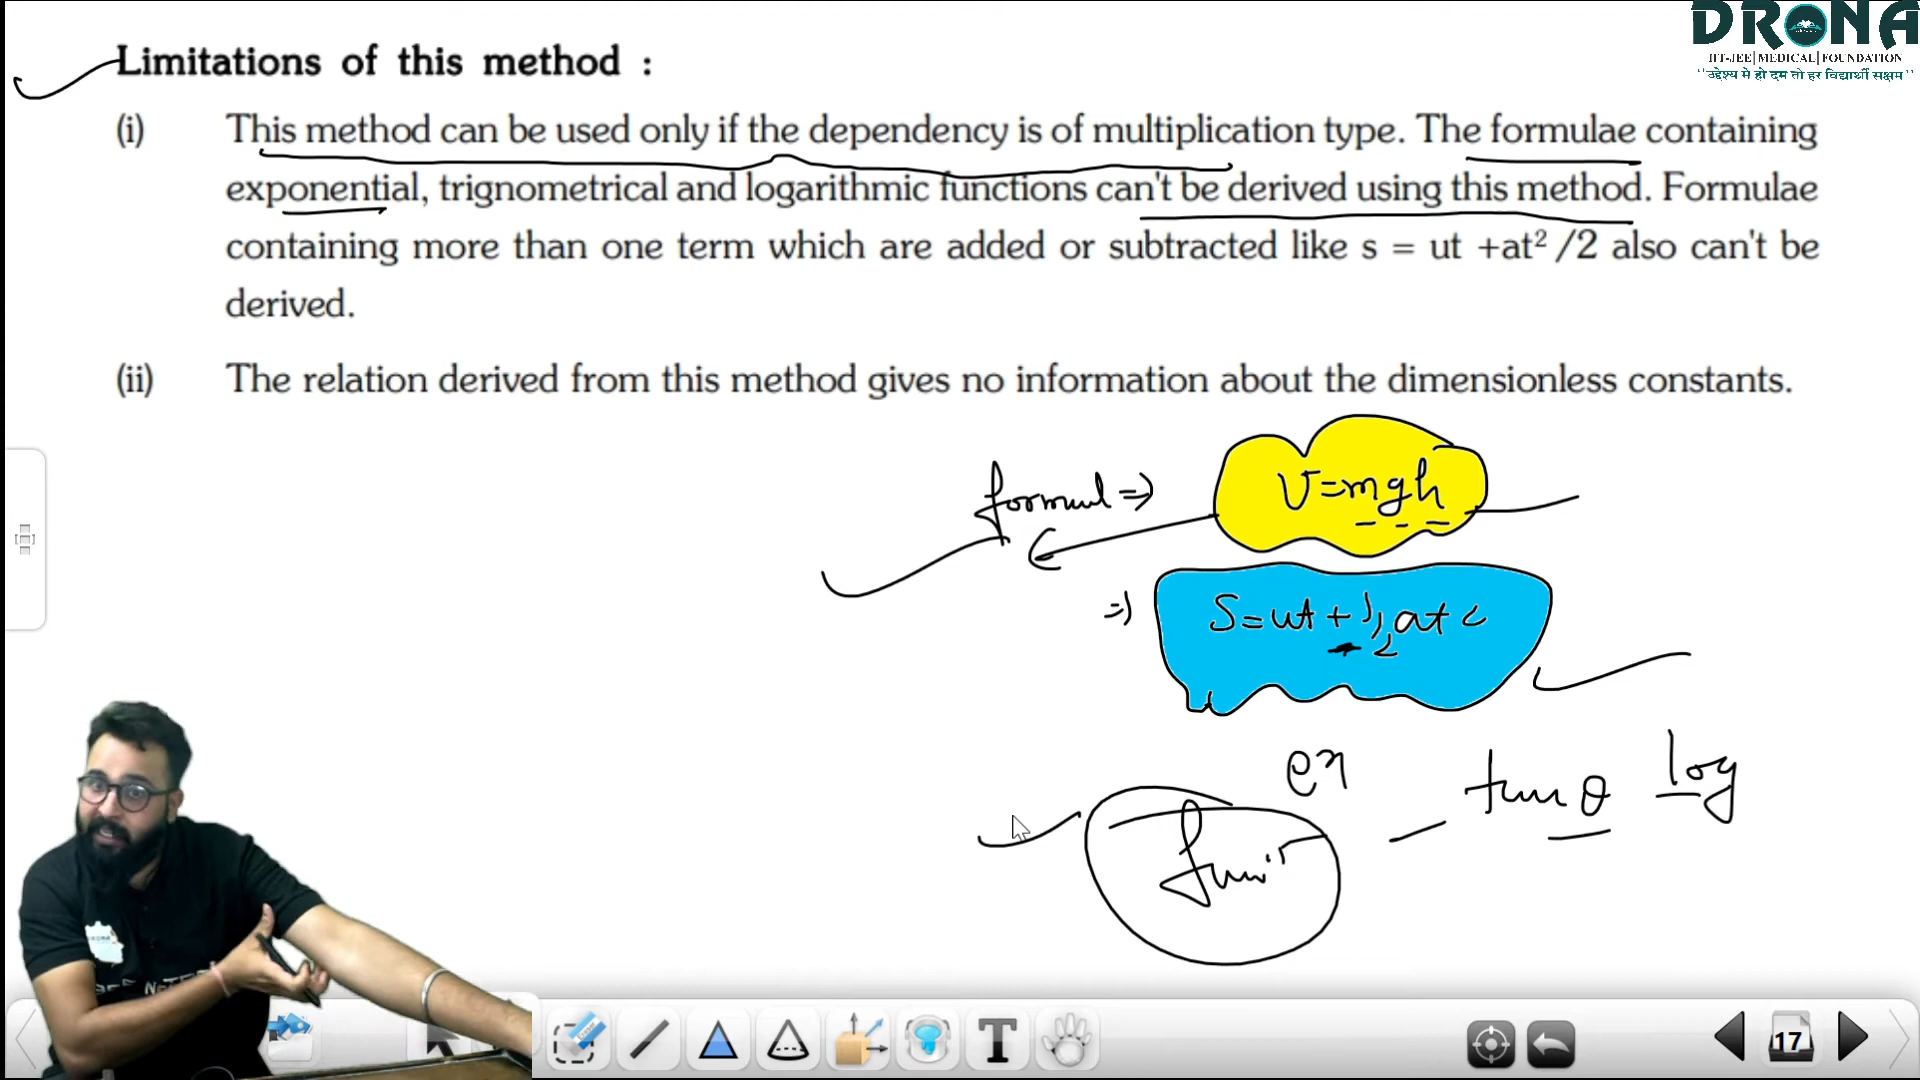 DRONA
IIT-JEE|MEDICAL|FOUNDATION
"उद्देश्य मे हो दम तो हर विद्यार्थी सक्षम"
Limitations of this method :
(i) This method can be used only if the dependency is of multiplication type. The formulae containing
exponential, trignometrical and logarithmic functions can't be derived using this method. Formulae
containing more than one term which are added or subtracted like s = ut +at² /2 also can't be
derived.
(ii) The relation derived from this method gives no information about the dimensionless constants.
formul => U=mgh
=> S=ut + 1/2 at2
log
θ
T
17